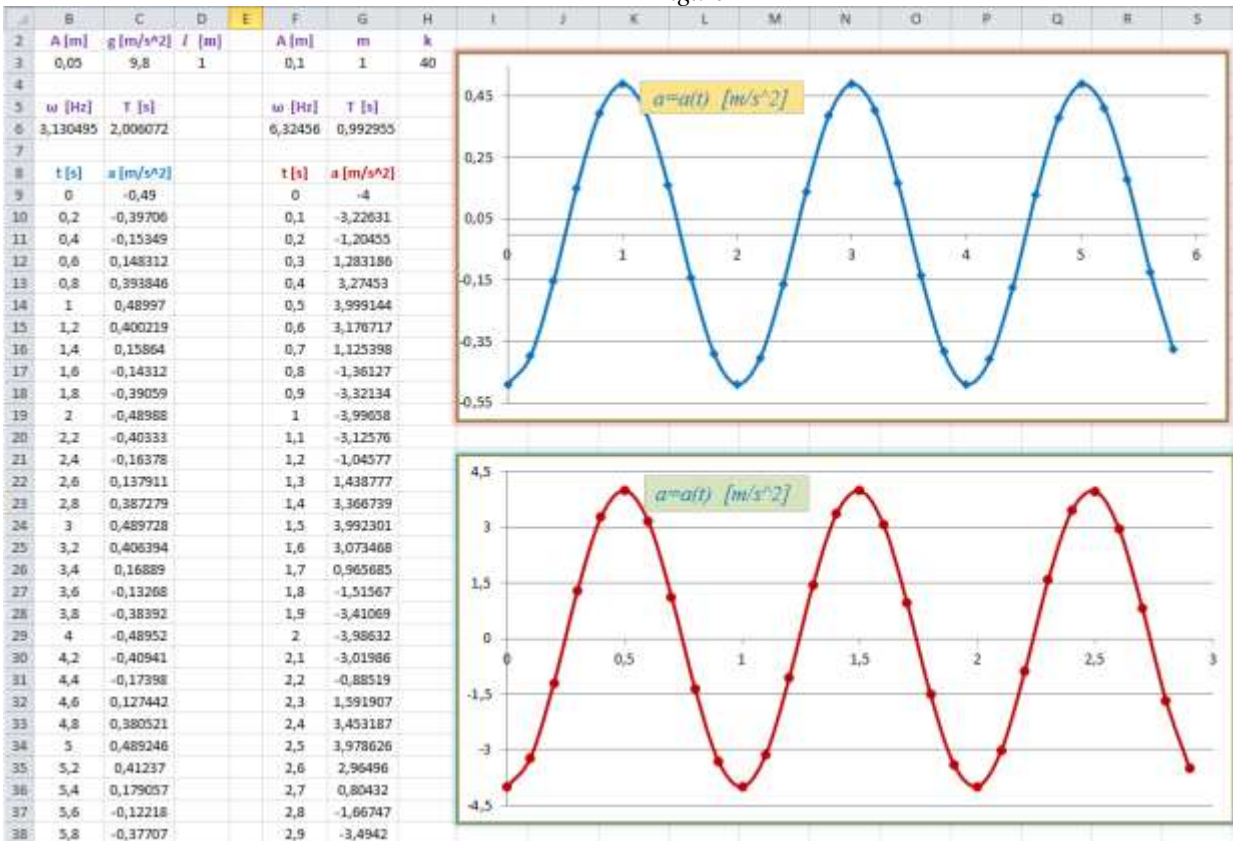 B C D E F G H I J K L M N O P Q R S
2 A [m] g [m/s^2] l [m] A [m] m k
3 0,05 9,8 1 0,1 1 40
4
5 ω [Hz] T [s] ω [Hz] T [s]
6 3,130495 2,006072 6,32456 0,992955
7
8 t [s] a [m/s^2] t [s] a [m/s^2]
9 0 -0,49 0 -4
10 0,2 -0,39706 0,1 -3,22631
11 0,4 -0,15349 0,2 -1,20455
12 0,6 0,148312 0,3 1,283186
13 0,8 0,393846 0,4 3,27453
14 1 0,48997 0,5 3,999144
15 1,2 0,400219 0,6 3,176717
16 1,4 0,15864 0,7 1,125398
17 1,6 -0,14312 0,8 -1,36127
18 1,8 -0,39059 0,9 -3,32134
19 2 -0,48988 1 -3,99658
20 2,2 -0,40333 1,1 -3,12576
21 2,4 -0,16378 1,2 -1,04577
22 2,6 0,137911 1,3 1,438777
23 2,8 0,387279 1,4 3,366739
24 3 0,489728 1,5 3,992301
25 3,2 0,406394 1,6 3,073468
26 3,4 0,16889 1,7 0,965685
27 3,6 -0,13268 1,8 -1,51567
28 3,8 -0,38392 1,9 -3,41069
29 4 -0,48952 2 -3,98632
30 4,2 -0,40941 2,1 -3,01986
31 4,4 -0,17398 2,2 -0,88519
32 4,6 0,127442 2,3 1,591907
33 4,8 0,380521 2,4 3,453187
34 5 0,489246 2,5 3,978626
35 5,2 0,41237 2,6 2,96496
36 5,4 0,179057 2,7 0,80432
37 5,6 -0,12218 2,8 -1,66747
38 5,8 -0,37707 2,9 -3,4942
a=a(t) [m/s^2]
0,45
0,25
0,05
0 1 2 3 4 5 6
-0,15
-0,35
-0,55
4,5
a=a(t) [m/s^2]
3
1,5
0
0 0,5 1 1,5 2 2,5 3
-1,5
-3
-4,5